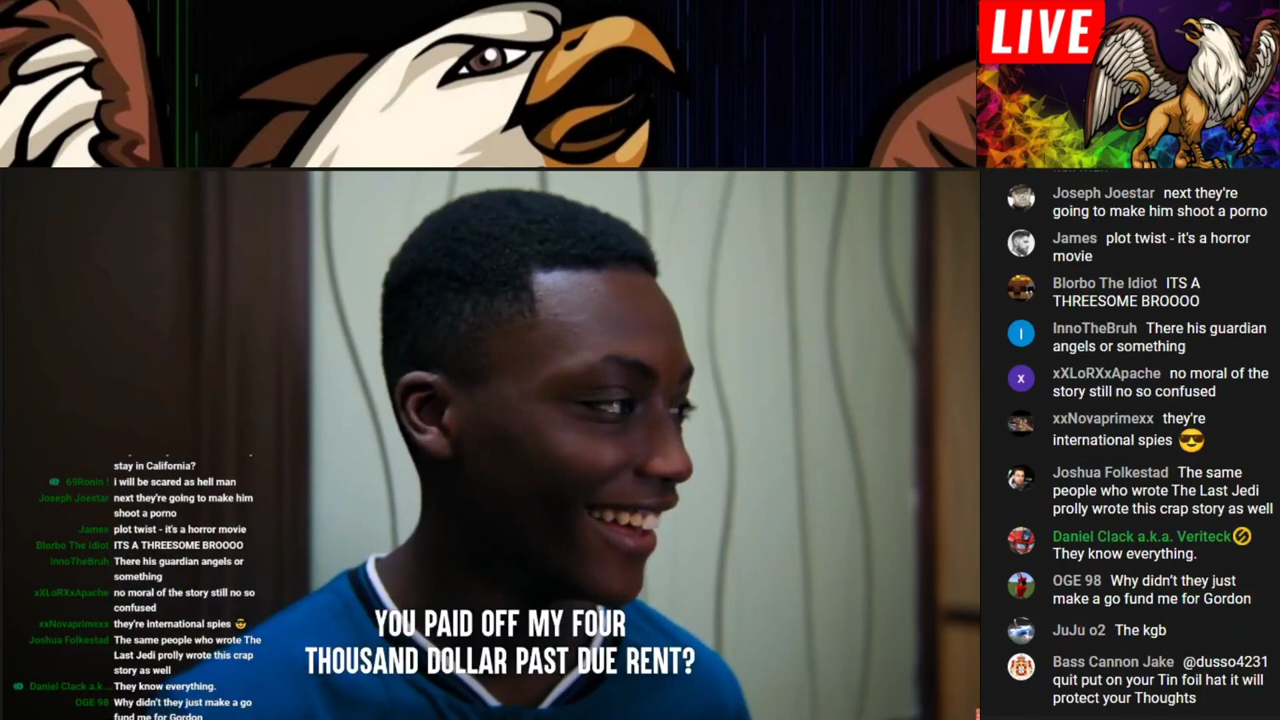 LIVE
stay in California?
69Ronin ! i will be scared as hell man
Joseph Joestar next they're going to make him
shoot a porno
James plot twist - it's a horror movie
Blorbo The Idiot ITS A THREESOME BROOOO
InnoTheBruh There his guardian angels or
something
xXLoRXxApache no moral of the story still no so
confused
xxNovaprimexx they're international spies 😎
Joshua Folkestad The same people who wrote The
Last Jedi prolly wrote this crap
story as well
Daniel Clack a.k... They know everything.
OGE 98 Why didn't they just make a go
fund me for Gordon
YOU PAID OFF MY FOUR
THOUSAND DOLLAR PAST DUE RENT?
Joseph Joestar next they're
going to make him shoot a porno
James plot twist - it's a horror
movie
Blorbo The Idiot ITS A
THREESOME BROOOO
I
InnoTheBruh There his guardian
angels or something
X
xXLoRXxApache no moral of the
story still no so confused
xxNovaprimexx they're
international spies 😎
Joshua Folkestad The same
people who wrote The Last Jedi
prolly wrote this crap story as well
Daniel Clack a.k.a. Veriteck
They know everything.
OGE 98 Why didn't they just
make a go fund me for Gordon
JuJu o2 The kgb
Bass Cannon Jake @dusso4231
quit put on your Tin foil hat it will
protect your Thoughts